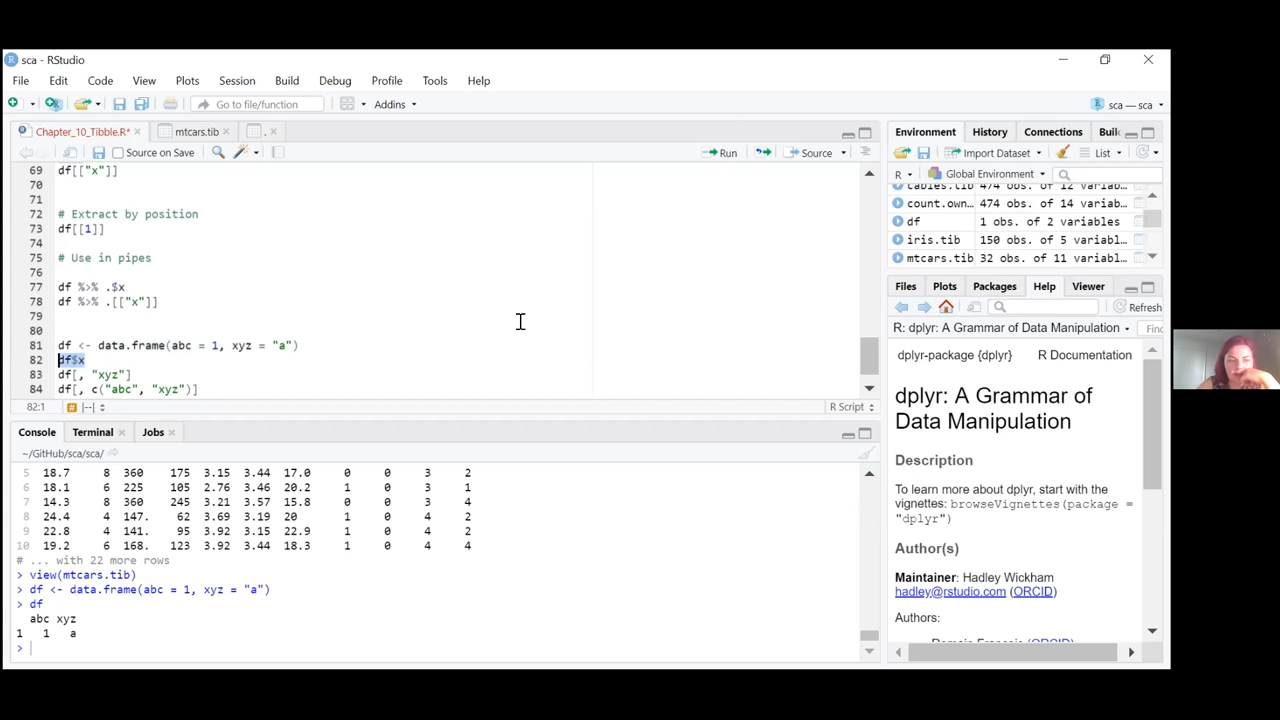 sca - RStudio
File Edit Code View Plots Session Build Debug Profile Tools Help
Go to file/function Addins sca — sca
Chapter_10_Tibble.R* mtcars.tib .
Source on Save Run Source
69 df[["x"]]
70
71
72 # Extract by position
73 df[[1]]
74
75 # Use in pipes
76
77 df %>% .$x
78 df %>% .[["x"]]
79
80
81 df <- data.frame(abc = 1, xyz = "a")
82 df$x
83 df[, "xyz"]
84 df[, c("abc", "xyz")]
82:1 R Script
Console Terminal Jobs
~/GitHub/sca/sca/
5 18.7 8 360 175 3.15 3.44 17.0 0 0 3 2
6 18.1 6 225 105 2.76 3.46 20.2 1 0 3 1
7 14.3 8 360 245 3.21 3.57 15.8 0 0 3 4
8 24.4 4 147. 62 3.69 3.19 20 1 0 4 2
9 22.8 4 141. 95 3.92 3.15 22.9 1 0 4 2
10 19.2 6 168. 123 3.92 3.44 18.3 1 0 4 4
# ... with 22 more rows
> view(mtcars.tib)
> df <- data.frame(abc = 1, xyz = "a")
> df
abc xyz
1 1 a
>
Environment History Connections
Import Dataset List
R Global Environment
cables.tib 474 obs. of 12 variab...
count.own... 474 obs. of 14 variab...
df 1 obs. of 2 variables
iris.tib 150 obs. of 5 variab...
mtcars.tib 32 obs. of 11 variab...
Files Plots Packages Help Viewer
Refresh
R: dplyr: A Grammar of Data Manipulation
dplyr-package {dplyr} R Documentation
dplyr: A Grammar of
Data Manipulation
Description
To learn more about dplyr, start with the
vignettes: browseVignettes(package =
"dplyr")
Author(s)
Maintainer: Hadley Wickham
hadley@rstudio.com (ORCID)
Authors: